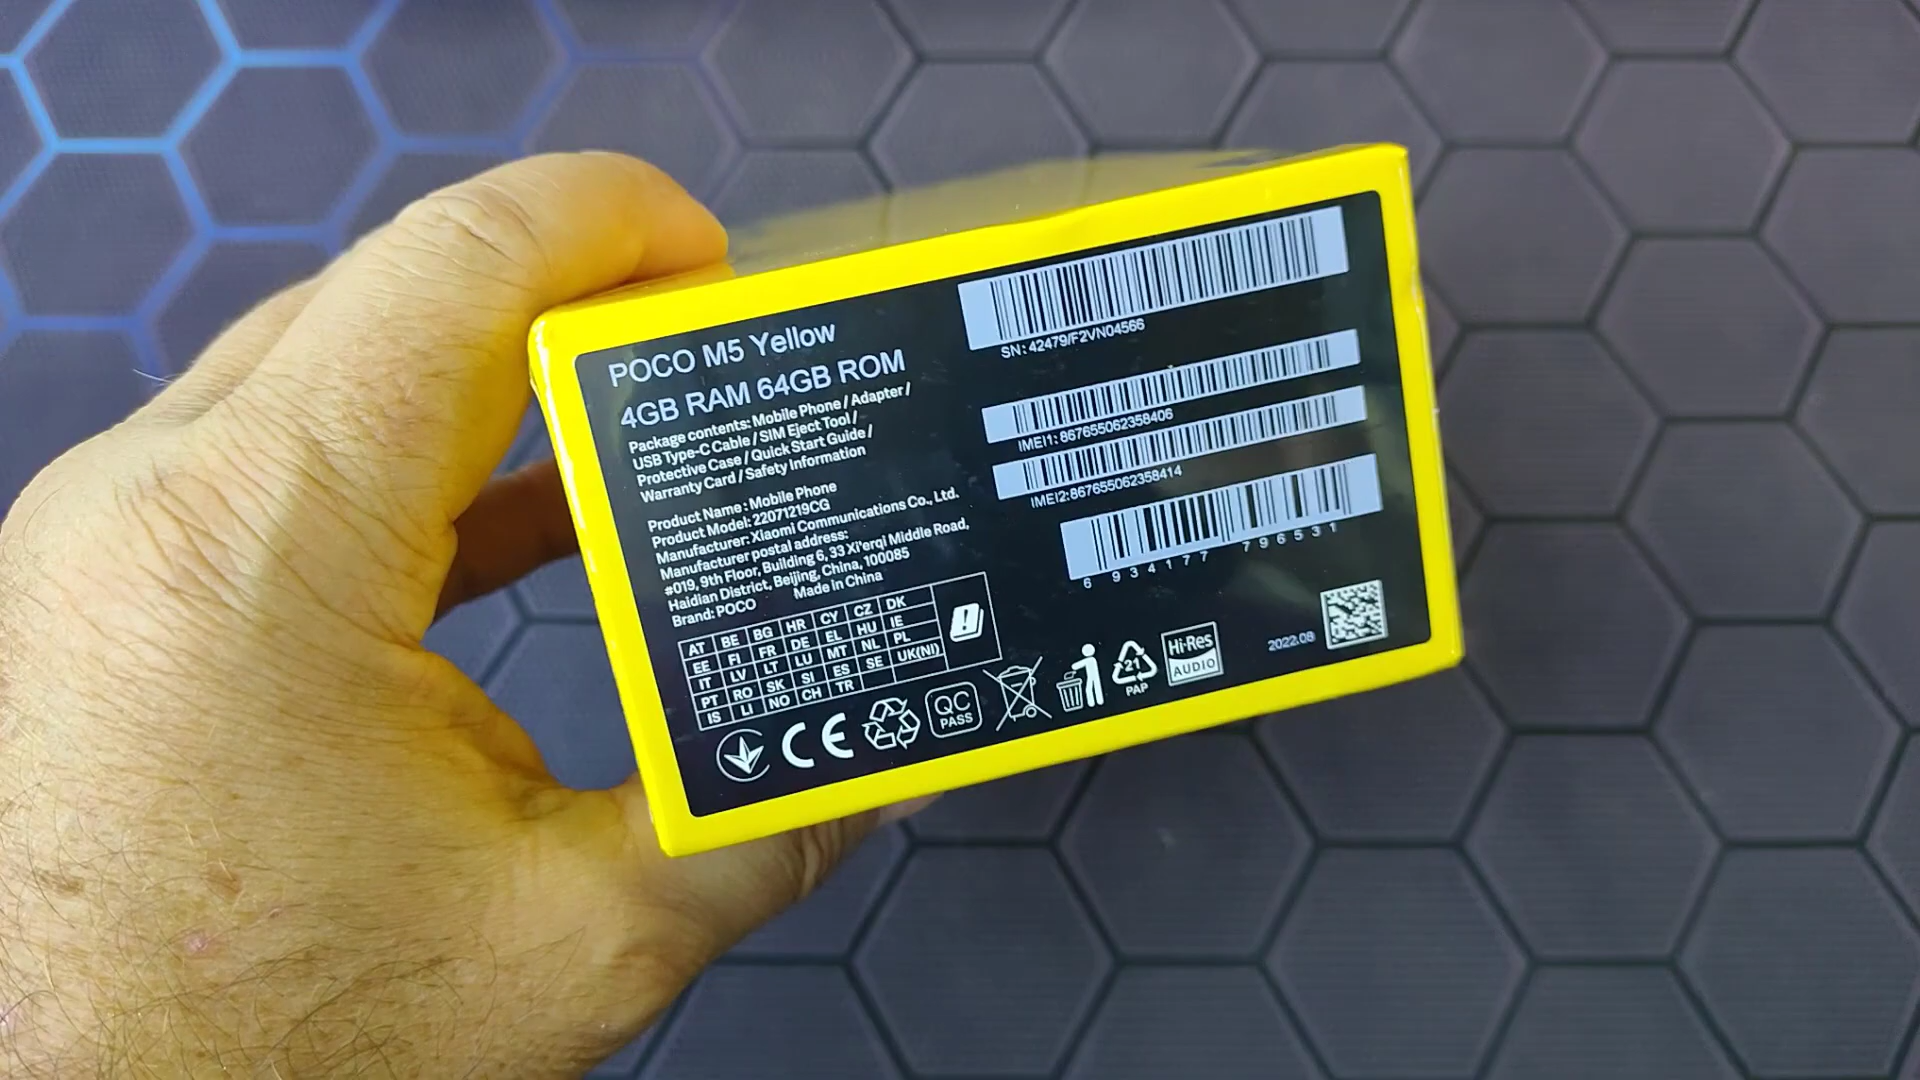 POCO M5 Yellow
4GB RAM 64GB ROM
Package contents: Mobile Phone / Adapter /
USB Type-C Cable / SIM Eject Tool /
Protective Case / Quick Start Guide /
Warranty Card / Safety Information
Product Name : Mobile Phone
Product Model: 22071219CG
Manufacturer: Xiaomi Communications Co., Ltd.
Manufacturer postal address:
#019, 9th Floor, Building 6, 33 Xi'erqi Middle Road,
Haidian District, Beijing, China, 100085
Brand: POCO Made in China
AT BE BG HR CY CZ DK
EE FI FR DE EL HU IE
IT LV LT LU MT NL PL
PT RO SK SI ES SE UK(NI)
IS LI NO CH TR
CE
QC
PASS
21
PAP
Hi-Res
AUDIO
SN: 42479/F2VN04566
IMEI1: 867655062358406
IMEI2:867655062358414
6 934177 796531
2022.08